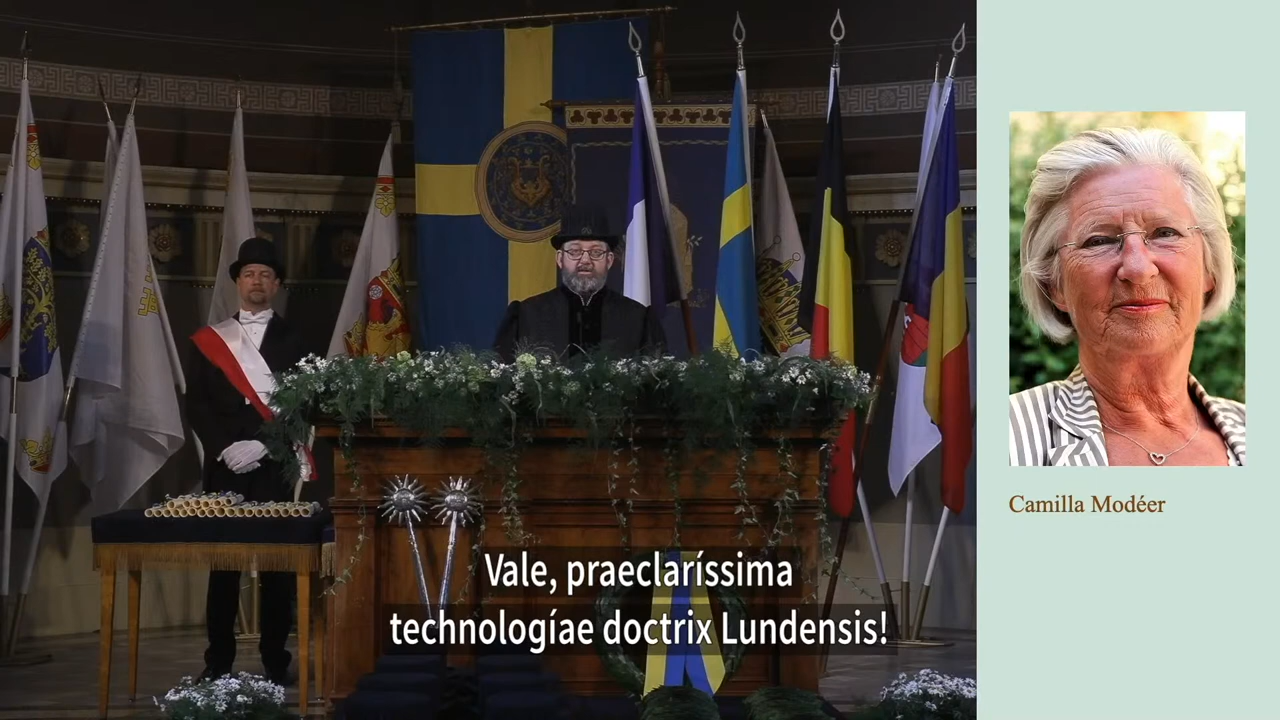 Vale, praeclaríssima
technologíae doctrix Lundensis!
Camilla Modéer